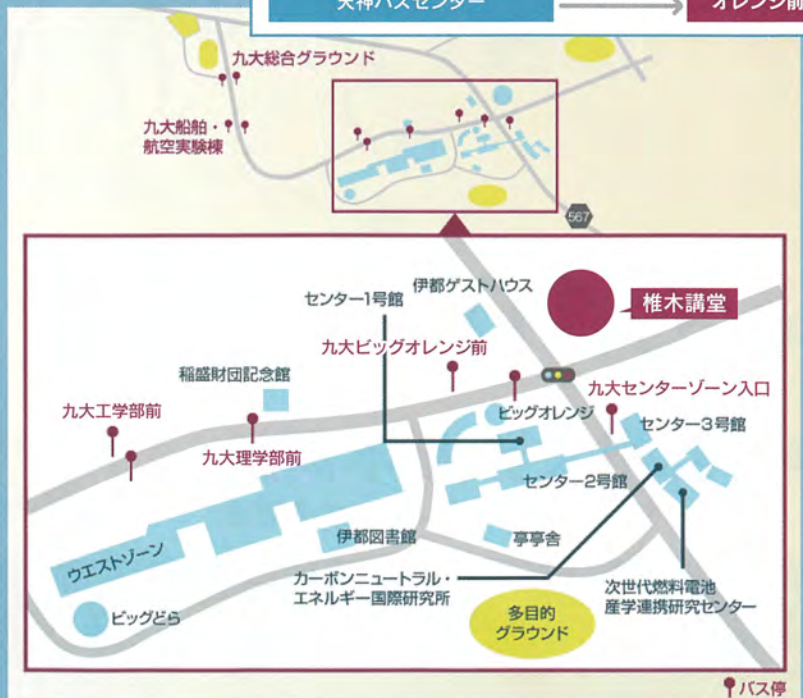 天神バスセンター
オレンジ前
九大総合グラウンド
九大船舶・
航空実験棟
567
伊都ゲストハウス
センター1号館
椎木講堂
九大ビッグオレンジ前
稲盛財団記念館
九大センターゾーン入口
九大工学部前
ビッグオレンジ
センター3号館
九大理学部前
センター2号館
伊都図書館
亭亭舎
ウエストゾーン
カーボンニュートラル・
エネルギー国際研究所
次世代燃料電池
産学連携研究センター
ビッグどら
多目的
グラウンド
バス停